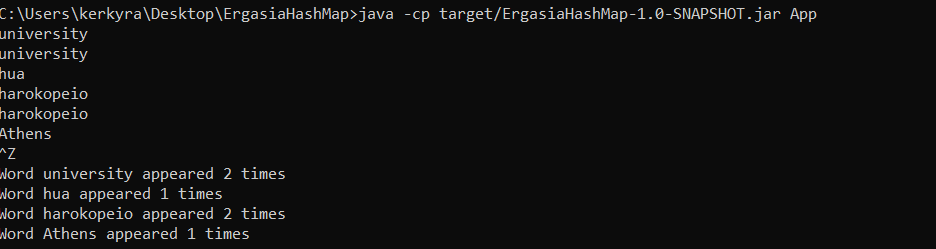 C:\Users\kerkyra\Desktop\ErgasiaHashMap>java -cp target/ErgasiaHashMap-1.0-SNAPSHOT.jar App
university
university
hua
harokopeio
harokopeio
Athens
^Z
Word university appeared 2 times
Word hua appeared 1 times
Word harokopeio appeared 2 times
Word Athens appeared 1 times